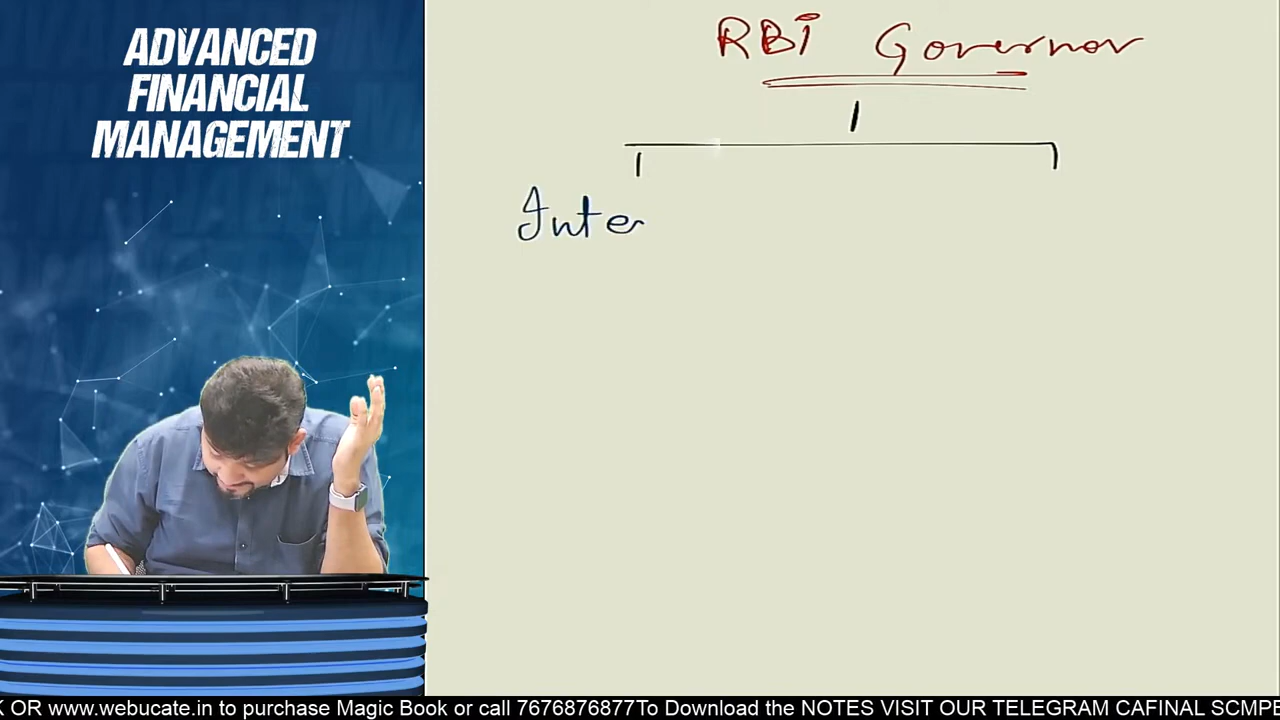 ADVANCED
FINANCIAL
MANAGEMENT
RBI Governor
Inte
K OR www.webucate.in to purchase Magic Book or call 7676876877To Download the NOTES VISIT OUR TELEGRAM CAFINAL SCMPE